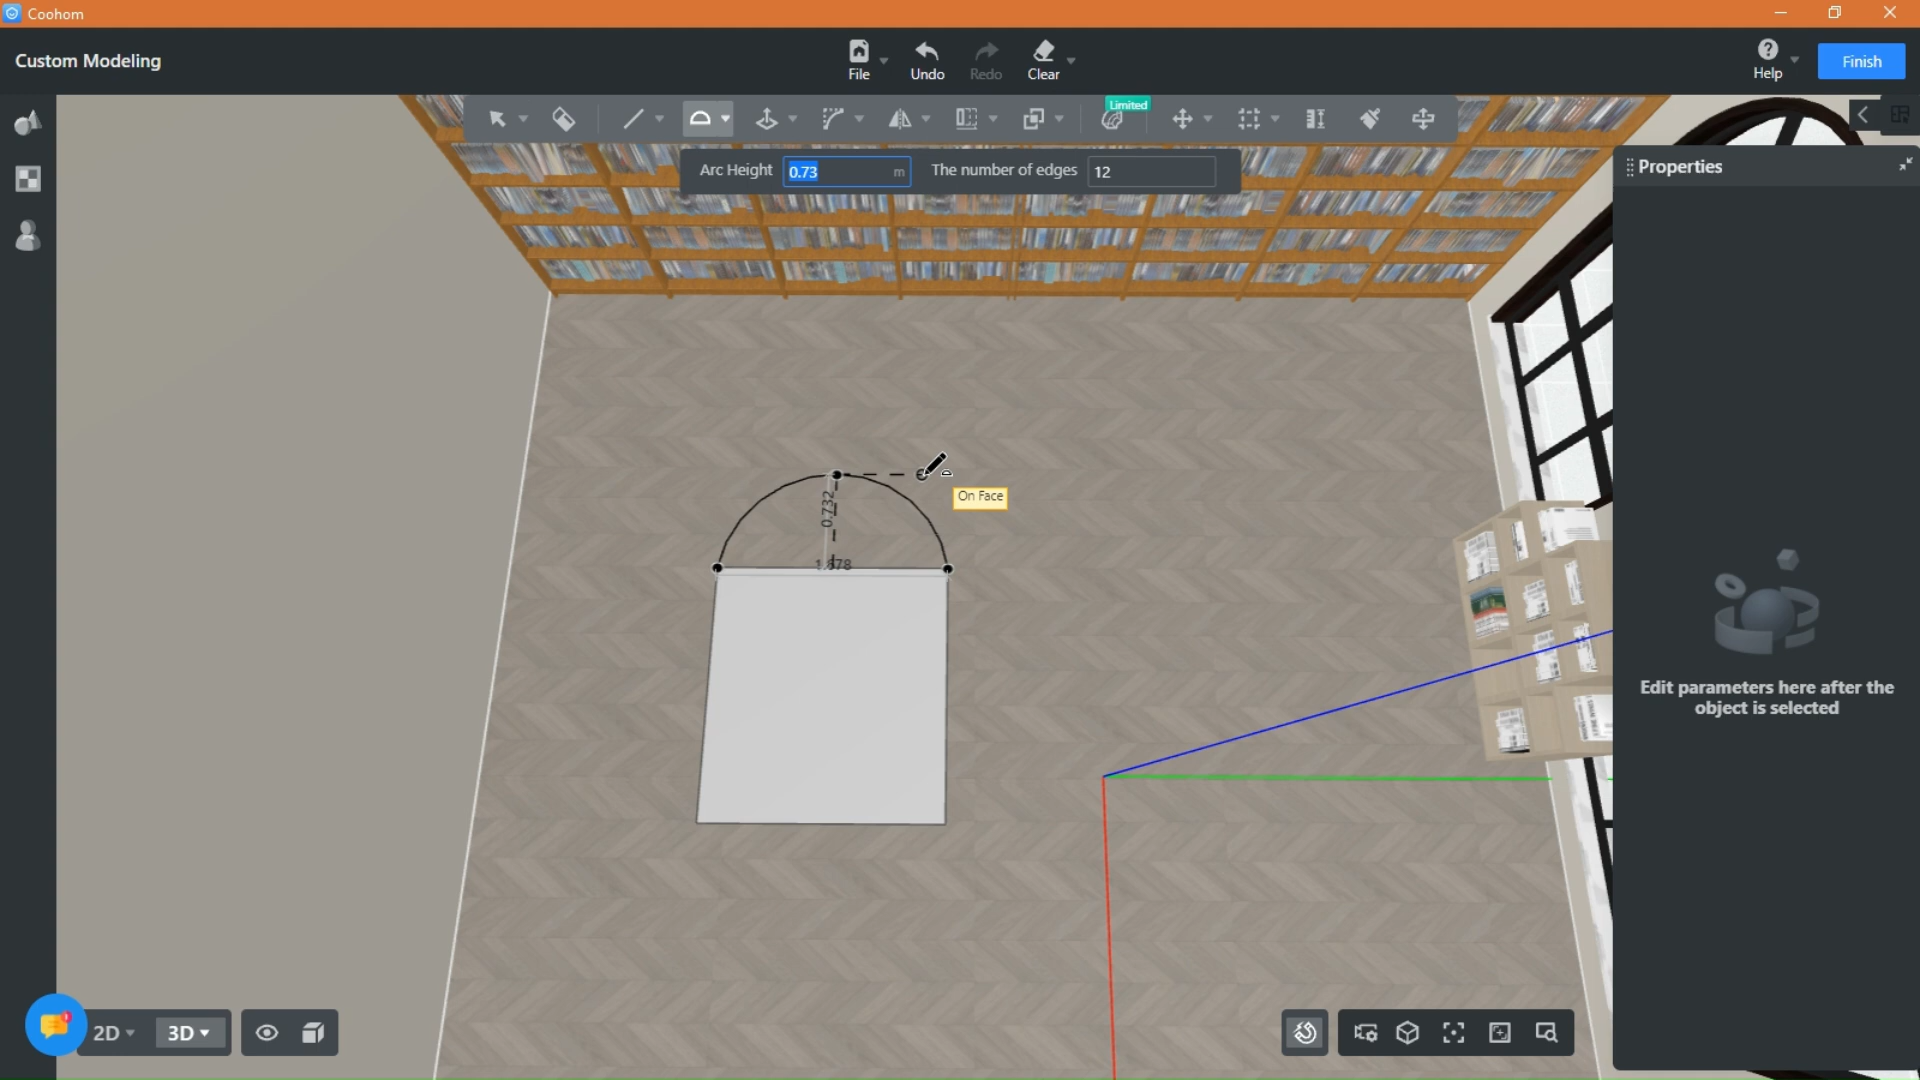 Coohom
Custom Modeling
File
Undo
Redo
Clear
Help
Finish
Limited
Arc Height
0.73
m
The number of edges
12
Properties
0.732
On Face
Edit parameters here after the
object is selected
2D
3D